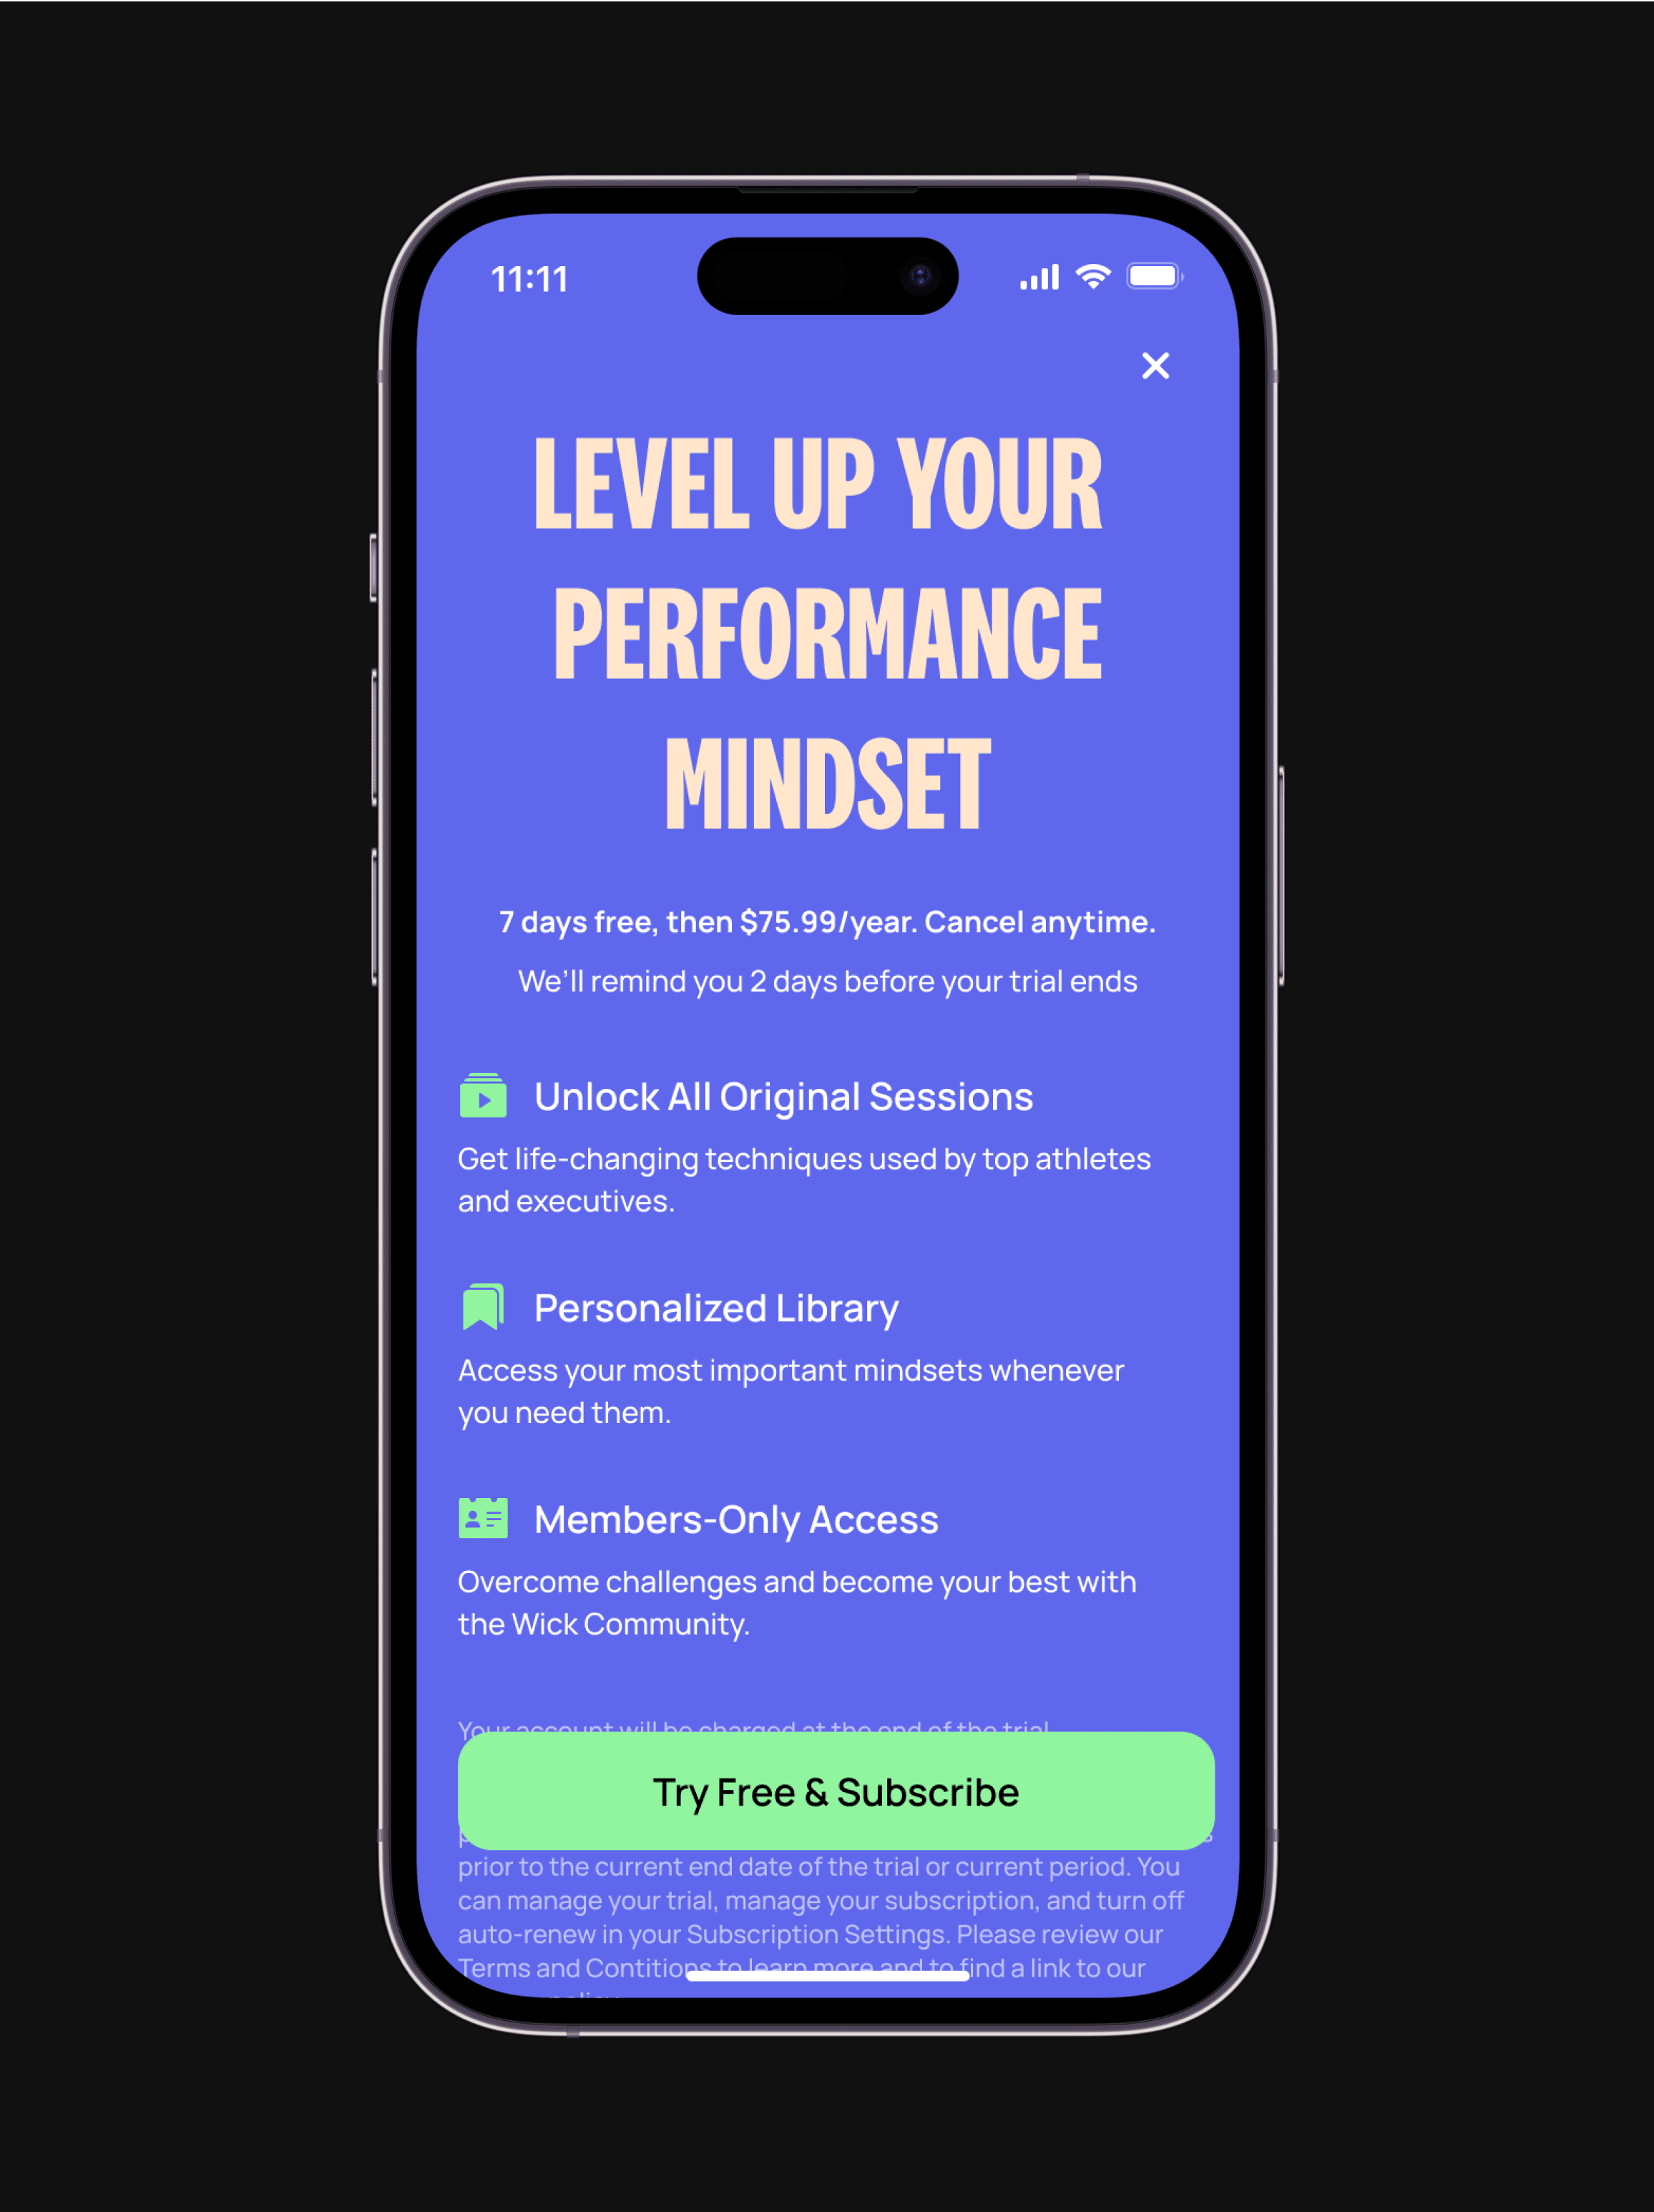 11:11
LEVEL UP YOUR
PERFORMANCE
MINDSET
7 days free, then $75.99/year. Cancel anytime.
We’ll remind you 2 days before your trial ends
Unlock All Original Sessions
Get life-changing techniques used by top athletes
and executives.
Personalized Library
Access your most important mindsets whenever
you need them.
Members-Only Access
Overcome challenges and become your best with
the Wick Community.
Your account will be charged at the end of the trial
Try Free & Subscribe
prior to the current end date of the trial or current period. You
can manage your trial, manage your subscription, and turn off
auto-renew in your Subscription Settings. Please review our
Terms and Contitions to learn more and to find a link to our
policy